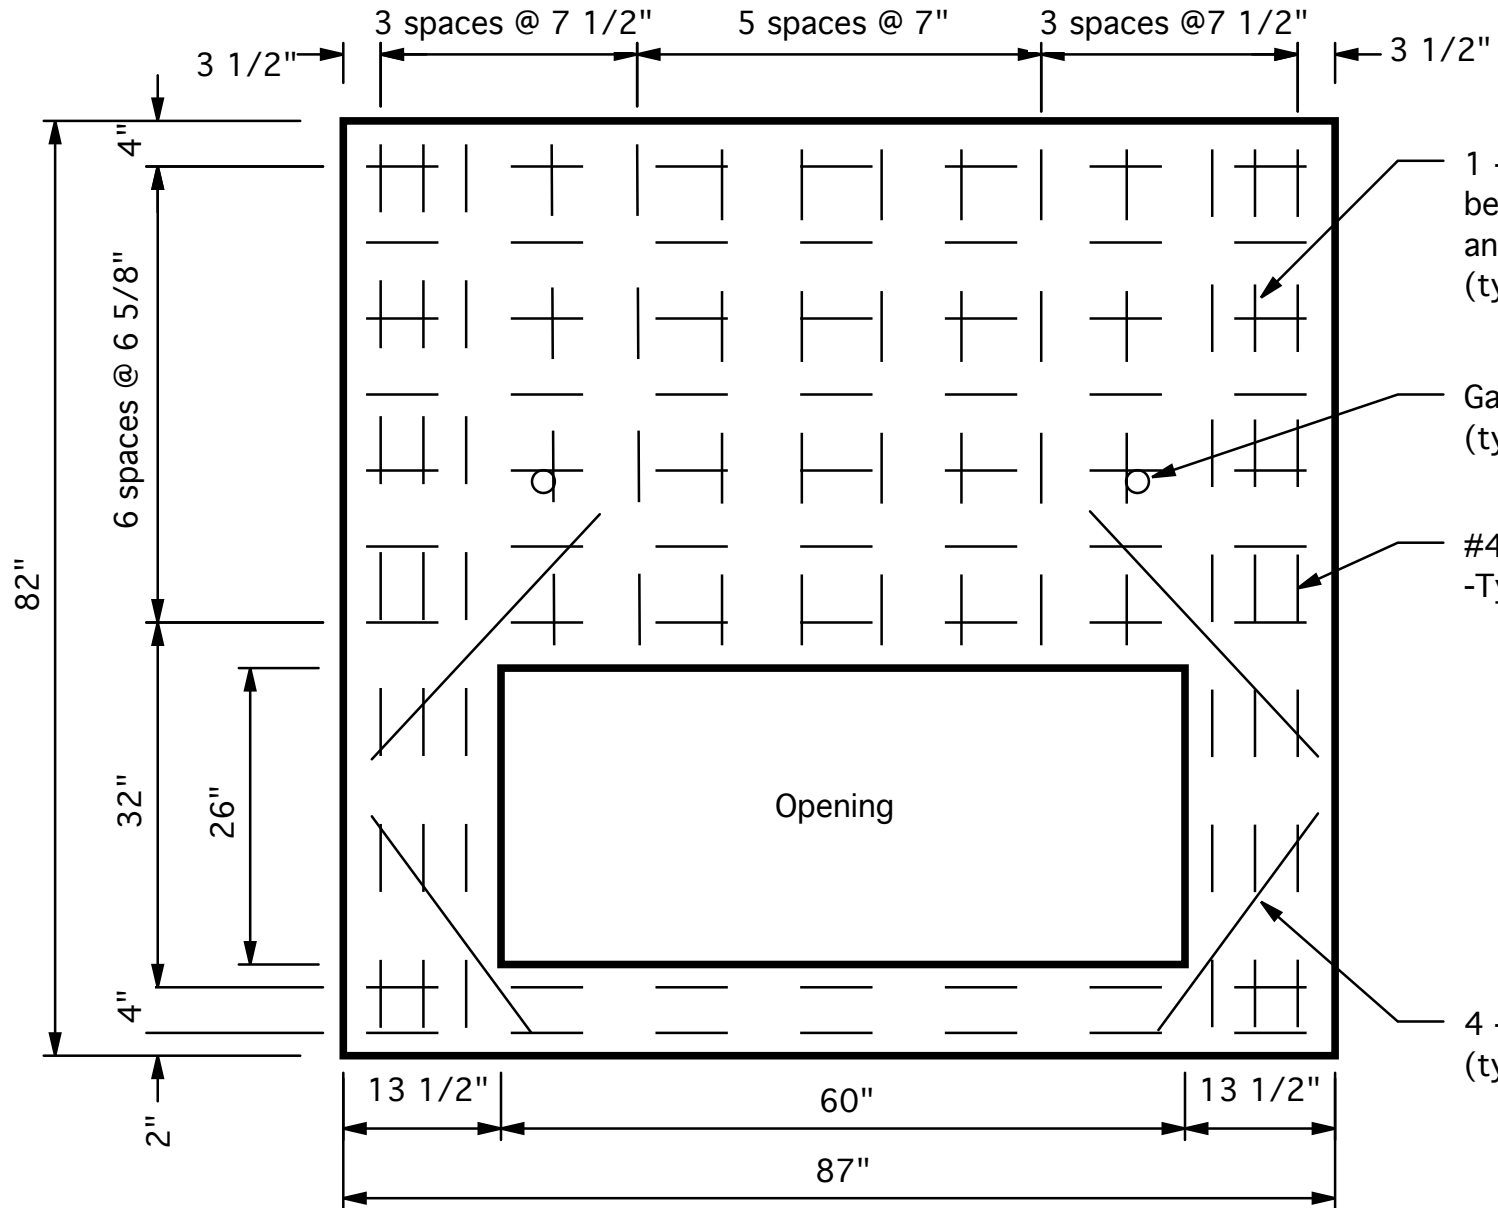 3 spaces @ 7 1/2"
5 spaces @ 7"
3 spaces @7 1/2"
3 1/2"
3 1/2"
4"
6 spaces @ 6 5/8"
82"
32"
26"
4"
2"
1 -
be
an
(ty
Ga
(ty
#4
-Ty
Opening
4 -
(ty
13 1/2"
60"
13 1/2"
87"